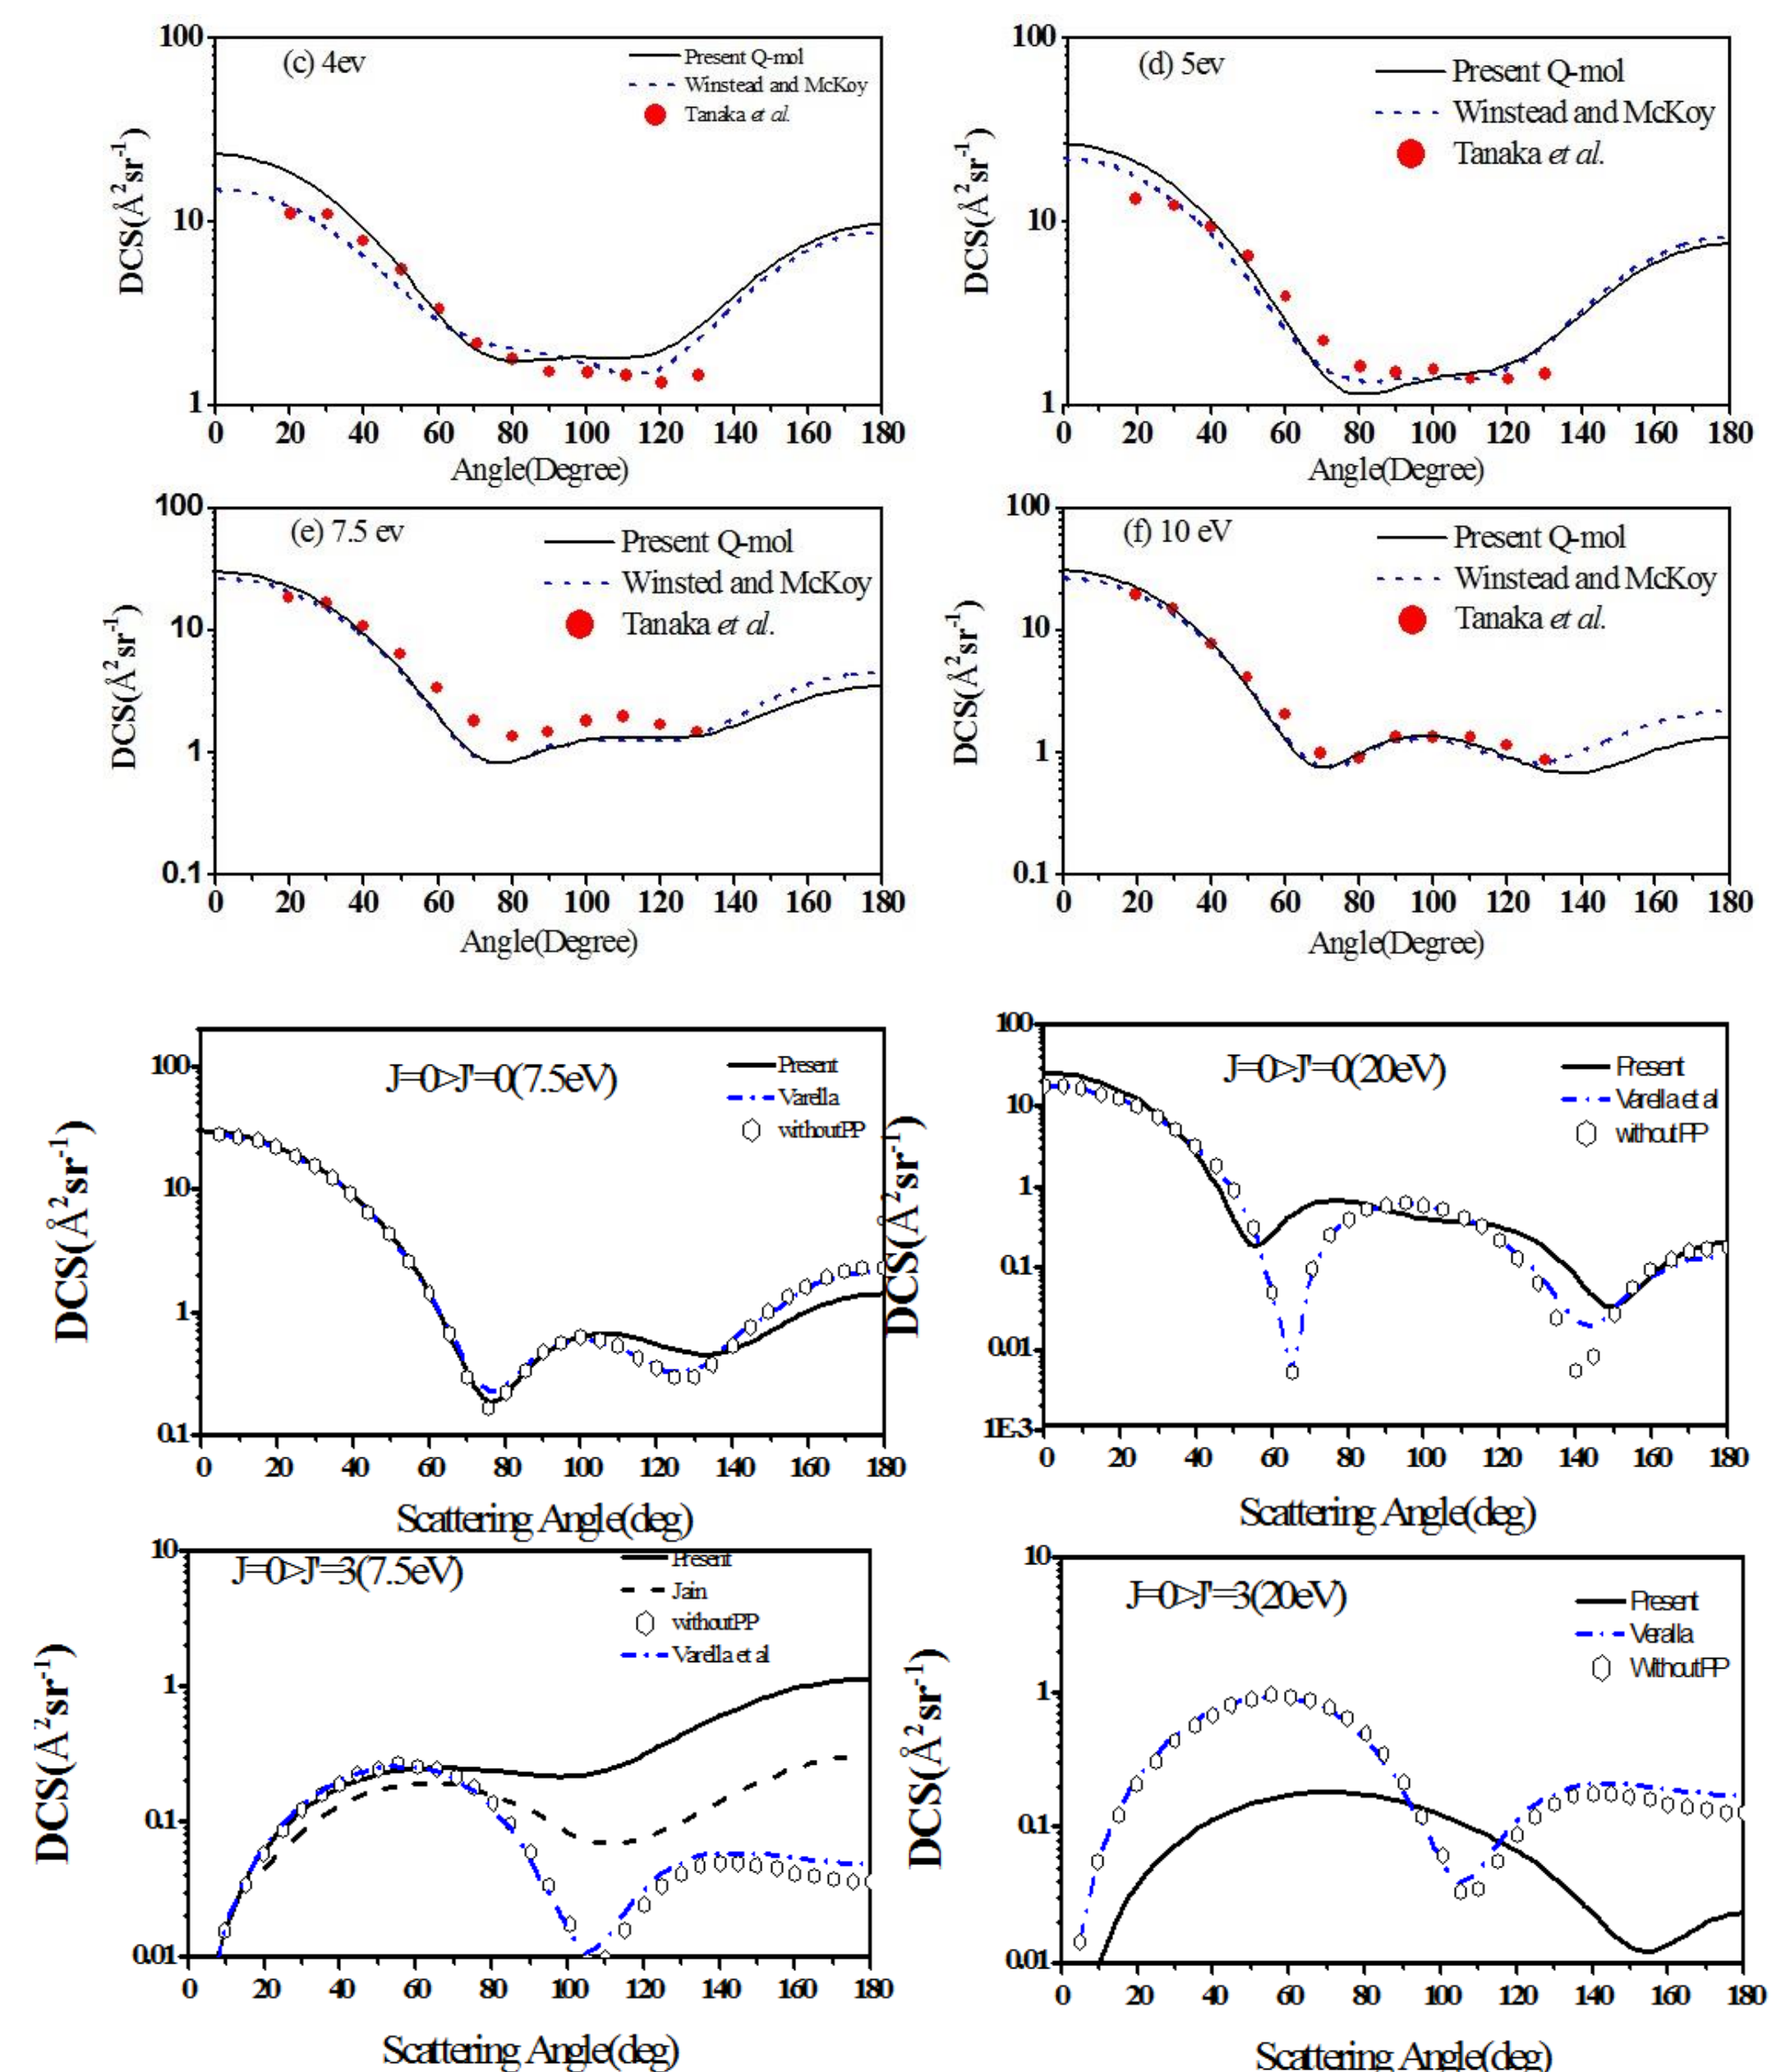 (c) 4ev
Present Q-mol
Winstead and McKoy
Tanaka et al.
100
10
1
DCS(Å²sr⁻¹)
0 20 40 60 80 100 120 140 160 180
Angle(Degree)
(d) 5ev
Present Q-mol
Winstead and McKoy
Tanaka et al.
100
10
1
DCS(Å²sr⁻¹)
0 20 40 60 80 100 120 140 160 180
Angle(Degree)
(e) 7.5 ev
Present Q-mol
Winsted and McKoy
Tanaka et al.
100
10
1
0.1
DCS(Å²sr⁻¹)
0 20 40 60 80 100 120 140 160 180
Angle(Degree)
(f) 10 eV
Present Q-mol
Winstead and McKoy
Tanaka et al.
100
10
1
0.1
DCS(Å²sr⁻¹)
0 20 40 60 80 100 120 140 160 180
Angle(Degree)
J=0>J'=0(7.5eV)
Present
Varella
withoutPP
100
10
1
0.1
DCS(Å²sr⁻¹)
0 20 40 60 80 100 120 140 160 180
Scattering Angle(deg)
J=0>J'=0(20eV)
Present
Varella et al
without PP
100
10
1
0.1
0.01
1E-3
DCS(Å²sr⁻¹)
0 20 40 60 80 100 120 140 160 180
Scattering Angle(deg)
J=0>J'=3(7.5eV)
Present
Jain
withoutPP
Varella et al
10
1
0.1
0.01
DCS(Å²sr⁻¹)
0 20 40 60 80 100 120 140 160 180
Scattering Angle(deg)
J=0>J'=3(20eV)
Present
Veralla
WithoutPP
10
1
0.1
0.01
DCS(Å²sr⁻¹)
0 20 40 60 80 100 120 140 160 180
Scattering Angle(deg)